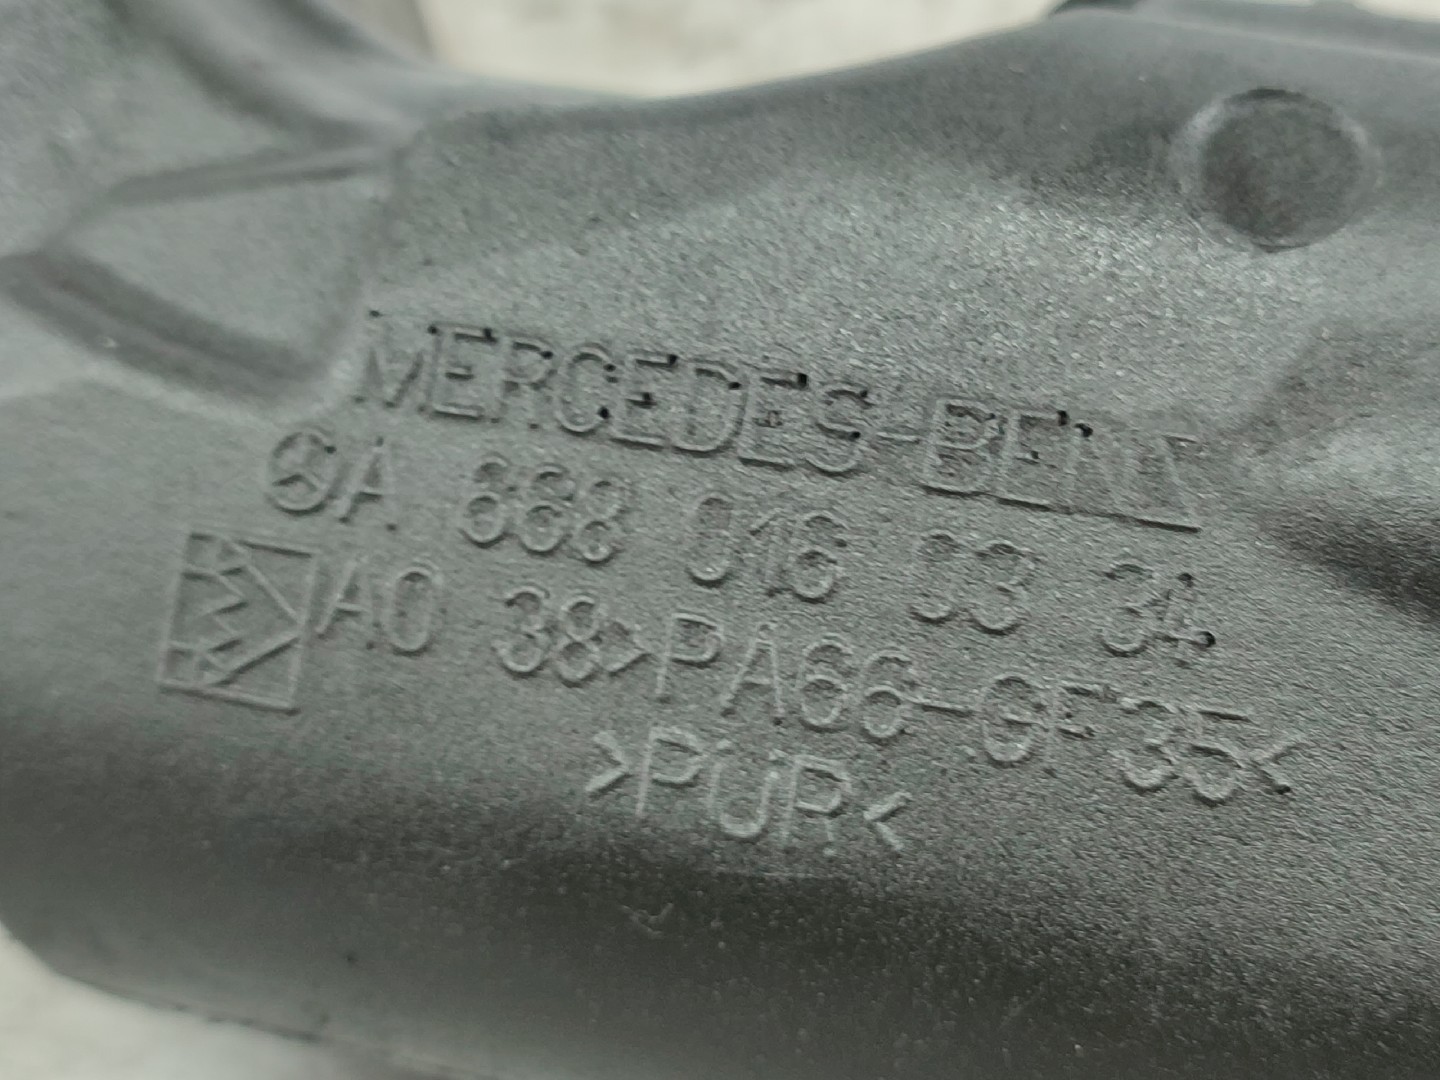 MERCEDES-BENZ
A 668 016 03 34
A0 38 >PA66-GF35<
>PUR<